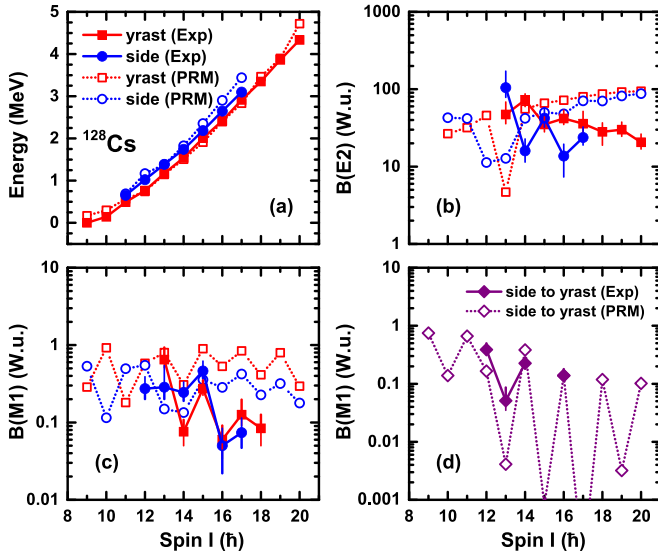 5
4
3
2
1
0
Energy (MeV)
yrast (Exp)
side (Exp)
yrast (PRM)
side (PRM)
¹²⁸Cs
(a)
1000
100
10
1
B(E2) (W.u.)
(b)
10
1
0.1
0.01
B(M1) (W.u.)
(c)
8 10 12 14 16 18 20
Spin I (ħ)
10
1
0.1
0.01
0.001
B(M1) (W.u.)
side to yrast (Exp)
side to yrast (PRM)
(d)
8 10 12 14 16 18 20
Spin I (ħ)